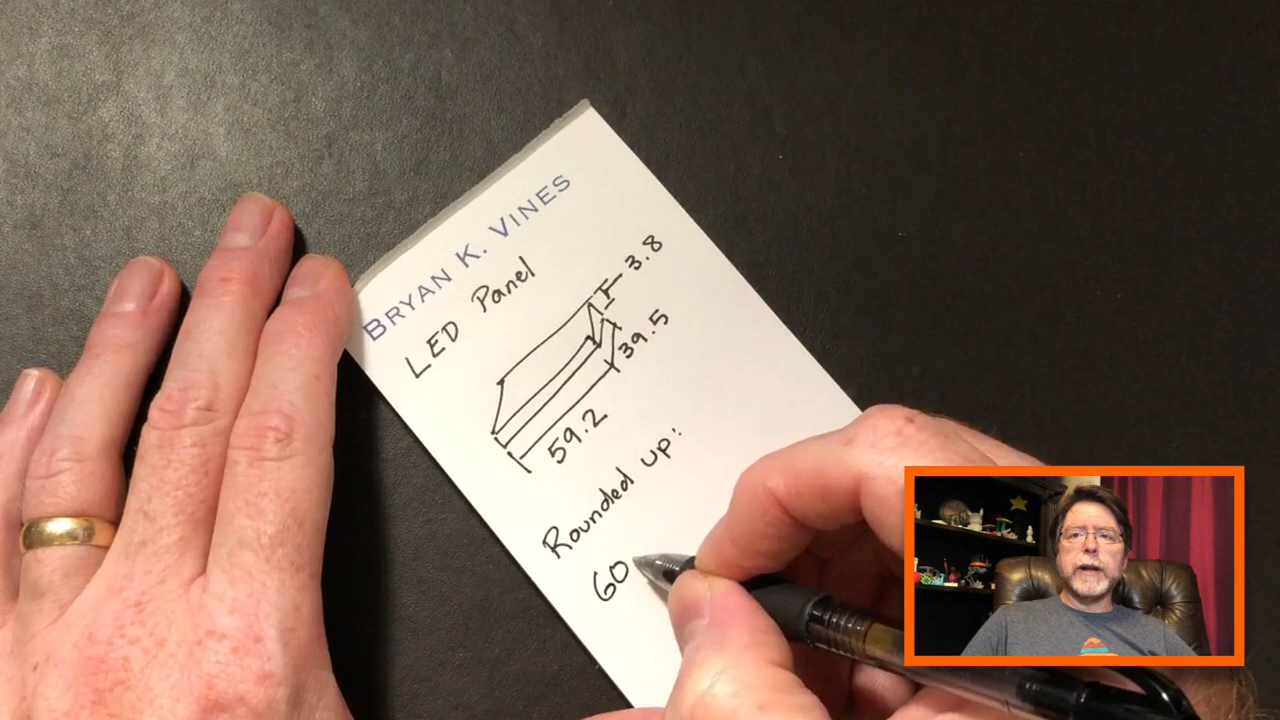 BRYAN K. VINES
LED Panel
3.8
39.5
59.2
Rounded up:
60